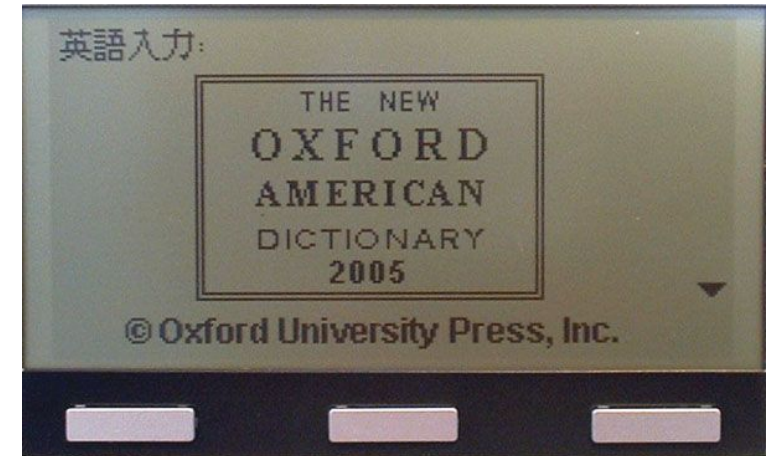 英語入力:
THE NEW
OXFORD
AMERICAN
DICTIONARY
2005
© Oxford University Press, Inc.